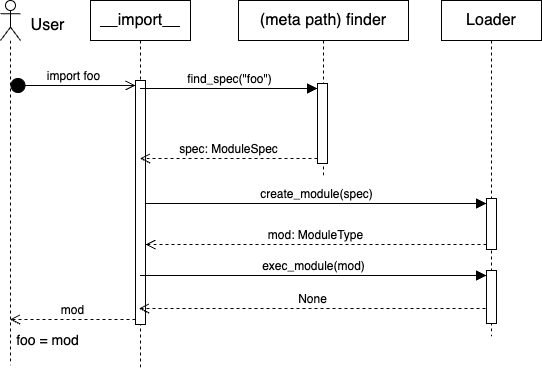 User
__import__
(meta path) finder
Loader
import foo
find_spec("foo")
spec: ModuleSpec
create_module(spec)
mod: ModuleType
exec_module(mod)
None
mod
foo = mod